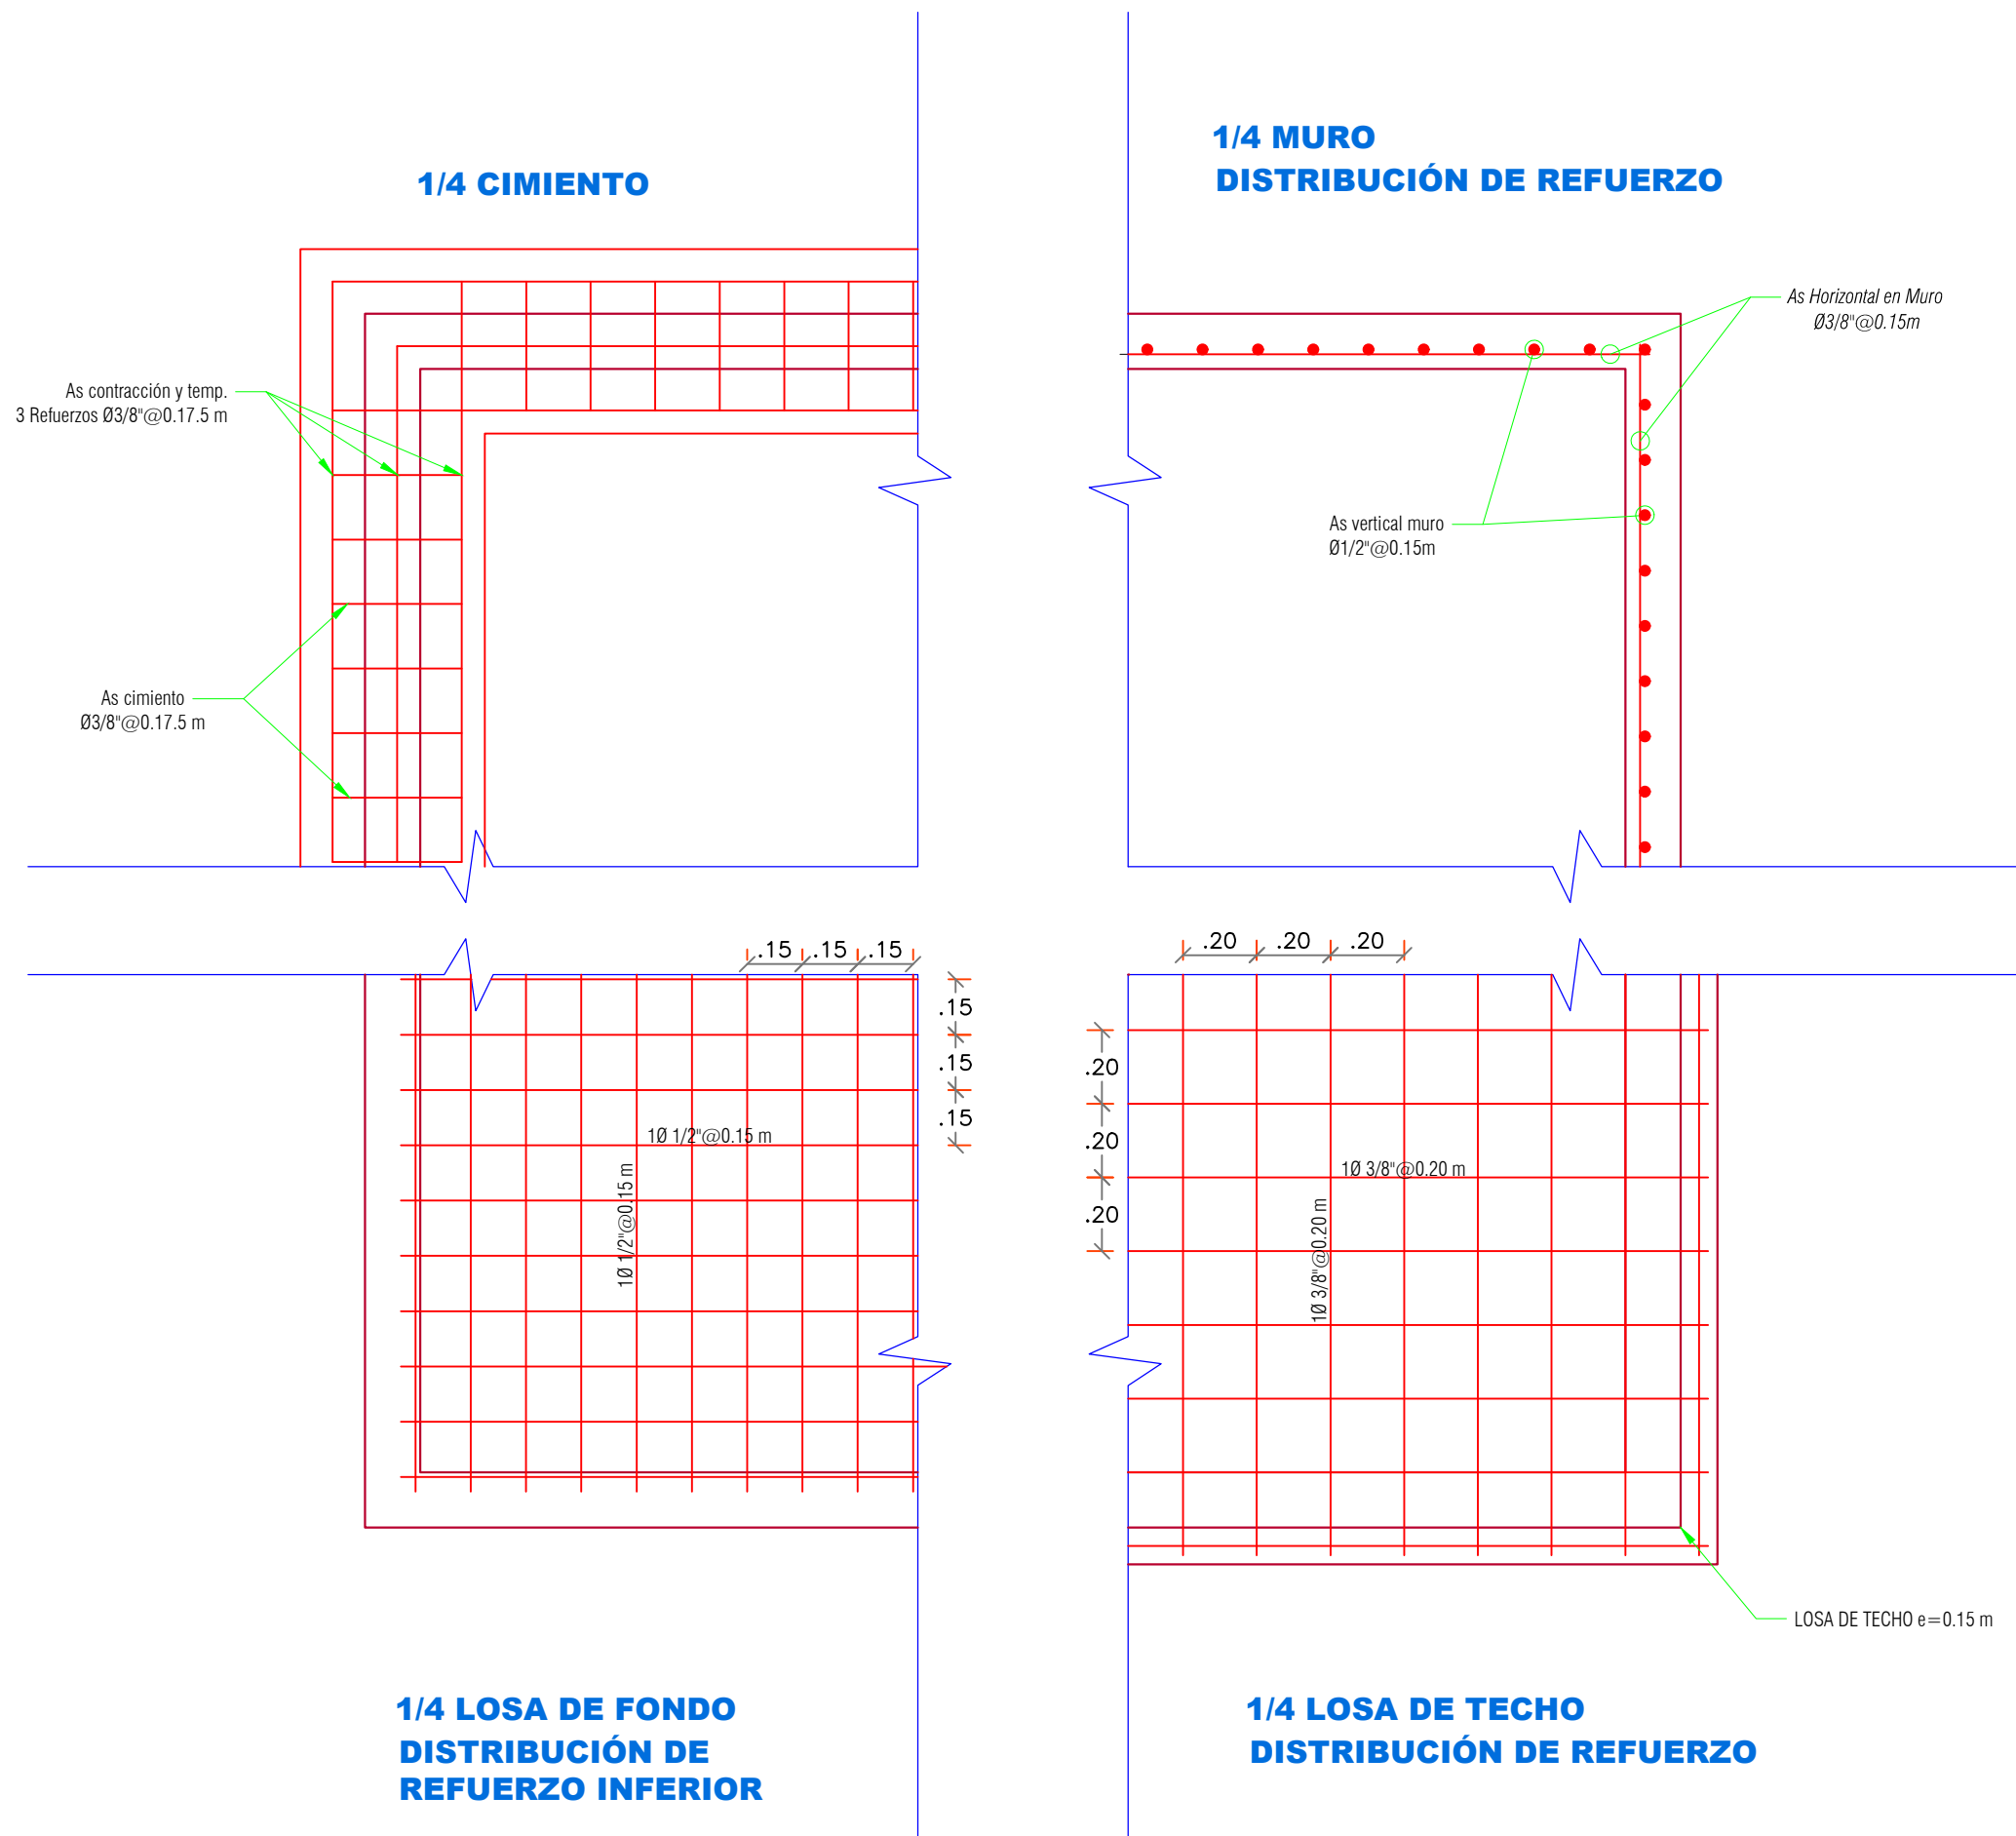 1/4 CIMIENTO
As contracción y temp.
3 Refuerzos Ø3/8"@0.17.5 m
As cimiento
Ø3/8"@0.17.5 m
1/4 MURO
DISTRIBUCIÓN DE REFUERZO
As Horizontal en Muro
Ø3/8"@0.15m
As vertical muro
Ø1/2"@0.15m
.15
.15
.15
.15
.15
.15
1Ø 1/2"@0.15 m
1Ø 1/2"@0.15 m
1/4 LOSA DE FONDO
DISTRIBUCIÓN DE
REFUERZO INFERIOR
.20
.20
.20
.20
.20
.20
1Ø 3/8"@0.20 m
1Ø 3/8"@0.20 m
LOSA DE TECHO e=0.15 m
1/4 LOSA DE TECHO
DISTRIBUCIÓN DE REFUERZO